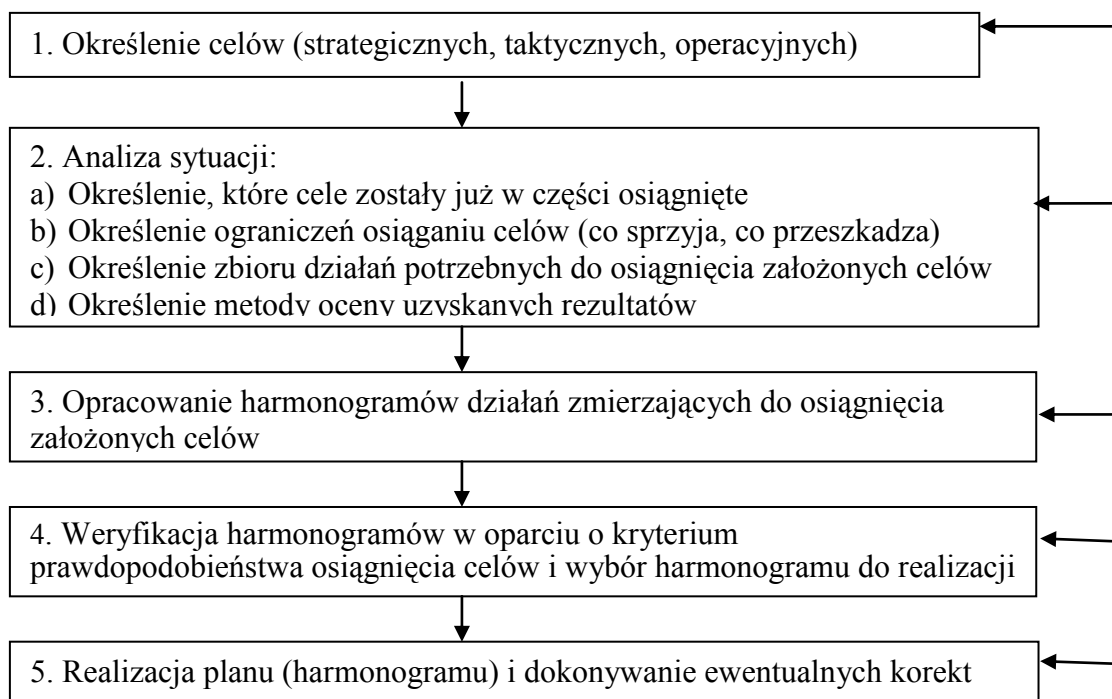 1. Określenie celów (strategicznych, taktycznych, operacyjnych)
2. Analiza sytuacji:
a) Określenie, które cele zostały już w części osiągnięte
b) Określenie ograniczeń osiąganiu celów (co sprzyja, co przeszkadza)
c) Określenie zbioru działań potrzebnych do osiągnięcia założonych celów
d) Określenie metody oceny uzyskanych rezultatów
3. Opracowanie harmonogramów działań zmierzających do osiągnięcia
założonych celów
4. Weryfikacja harmonogramów w oparciu o kryterium
prawdopodobieństwa osiągnięcia celów i wybór harmonogramu do realizacji
5. Realizacja planu (harmonogramu) i dokonywanie ewentualnych korekt